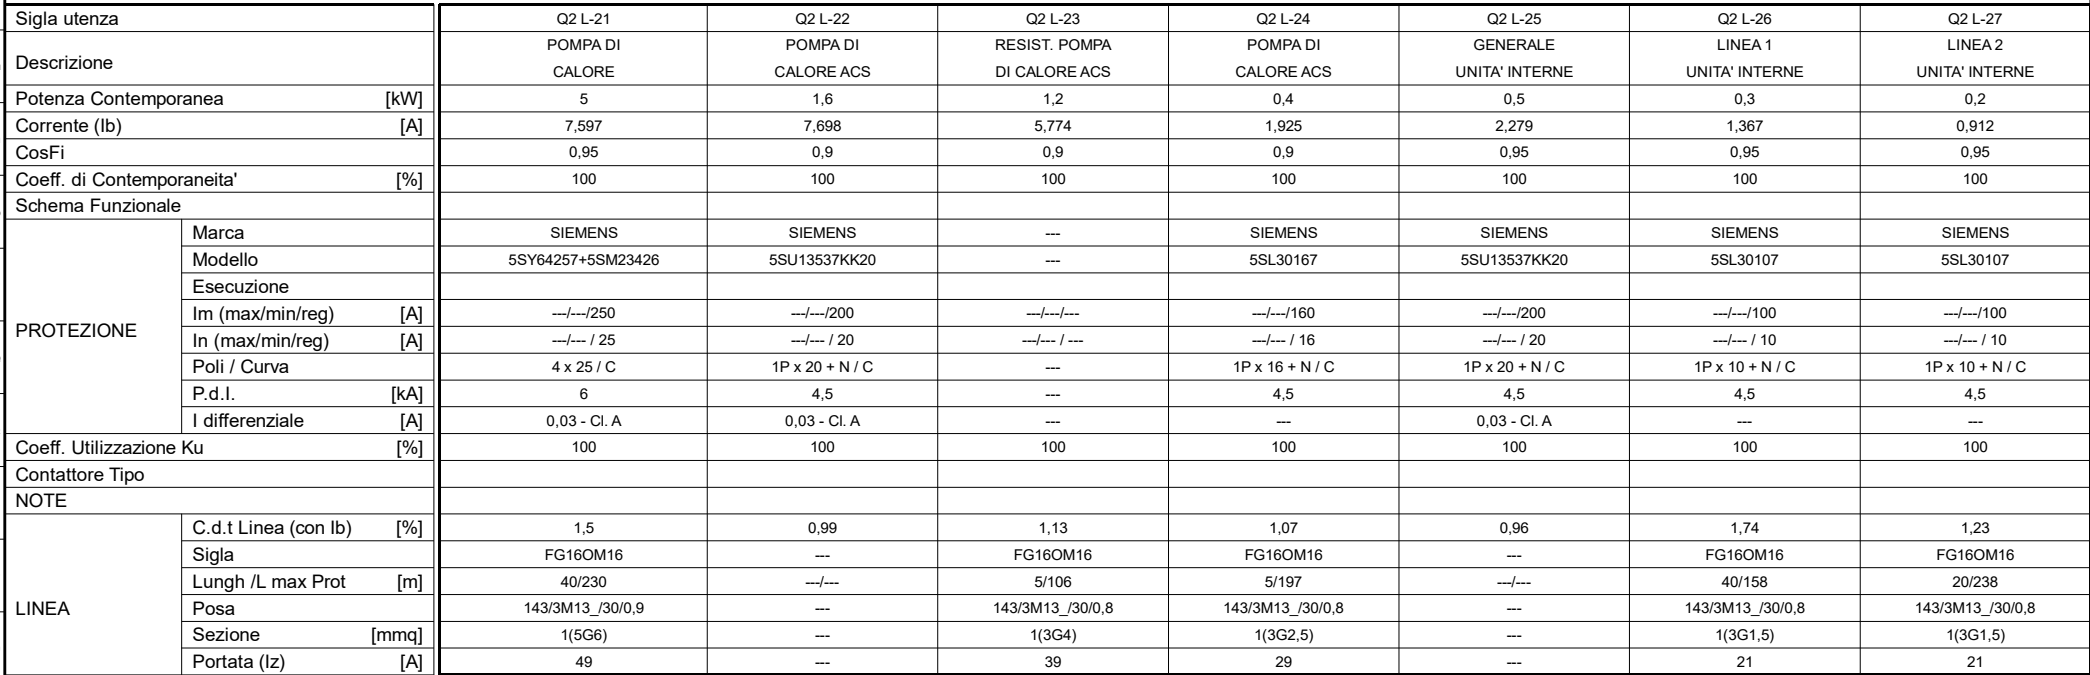 Sigla utenza Q2 L-21 Q2 L-22 Q2 L-23 Q2 L-24 Q2 L-25 Q2 L-26 Q2 L-27
Descrizione POMPA DI CALORE POMPA DI CALORE ACS RESIST. POMPA DI CALORE ACS POMPA DI CALORE ACS GENERALE UNITA' INTERNE LINEA 1 UNITA' INTERNE LINEA 2 UNITA' INTERNE
Potenza Contemporanea [kW] 5 1,6 1,2 0,4 0,5 0,3 0,2
Corrente (Ib) [A] 7,597 7,698 5,774 1,925 2,279 1,367 0,912
CosFi 0,95 0,9 0,9 0,9 0,95 0,95 0,95
Coeff. di Contemporaneita' [%] 100 100 100 100 100 100 100
Schema Funzionale
PROTEZIONE
Marca SIEMENS SIEMENS --- SIEMENS SIEMENS SIEMENS SIEMENS
Modello 5SY64257+5SM23426 5SU13537KK20 --- 5SL30167 5SU13537KK20 5SL30107 5SL30107
Esecuzione
Im (max/min/reg) [A] ---/---/250 ---/---/200 ---/---/--- ---/---/160 ---/---/200 ---/---/100 ---/---/100
In (max/min/reg) [A] ---/--- / 25 ---/--- / 20 ---/--- / --- ---/--- / 16 ---/--- / 20 ---/--- / 10 ---/--- / 10
Poli / Curva 4 x 25 / C 1P x 20 + N / C --- 1P x 16 + N / C 1P x 20 + N / C 1P x 10 + N / C 1P x 10 + N / C
P.d.I. [kA] 6 4,5 --- 4,5 4,5 4,5 4,5
I differenziale [A] 0,03 - Cl. A 0,03 - Cl. A --- --- 0,03 - Cl. A --- ---
Coeff. Utilizzazione Ku [%] 100 100 100 100 100 100 100
Contattore Tipo
NOTE
LINEA
C.d.t Linea (con Ib) [%] 1,5 0,99 1,13 1,07 0,96 1,74 1,23
Sigla FG16OM16 --- FG16OM16 FG16OM16 --- FG16OM16 FG16OM16
Lungh /L max Prot [m] 40/230 ---/--- 5/106 5/197 ---/--- 40/158 20/238
Posa 143/3M13_/30/0,9 --- 143/3M13_/30/0,8 143/3M13_/30/0,8 --- 143/3M13_/30/0,8 143/3M13_/30/0,8
Sezione [mmq] 1(5G6) --- 1(3G4) 1(3G2,5) --- 1(3G1,5) 1(3G1,5)
Portata (Iz) [A] 49 --- 39 29 --- 21 21